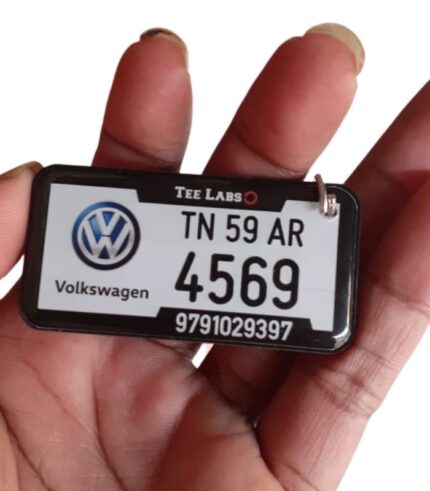 TEE LABS
TN 59 AR
4569
Volkswagen
9791029397